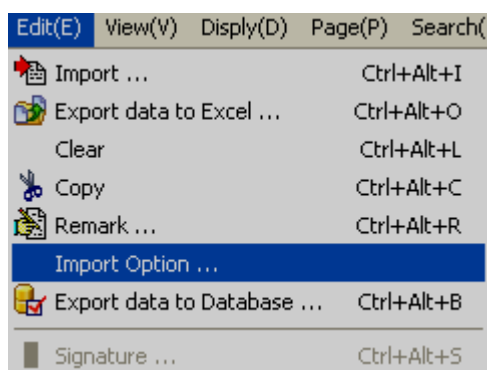 Edit(E) View(V) Disply(D) Page(P) Search(
Import ... Ctrl+Alt+I
Export data to Excel ... Ctrl+Alt+O
Clear Ctrl+Alt+L
Copy Ctrl+Alt+C
Remark ... Ctrl+Alt+R
Import Option ...
Export data to Database ... Ctrl+Alt+B
Signature ... Ctrl+Alt+S